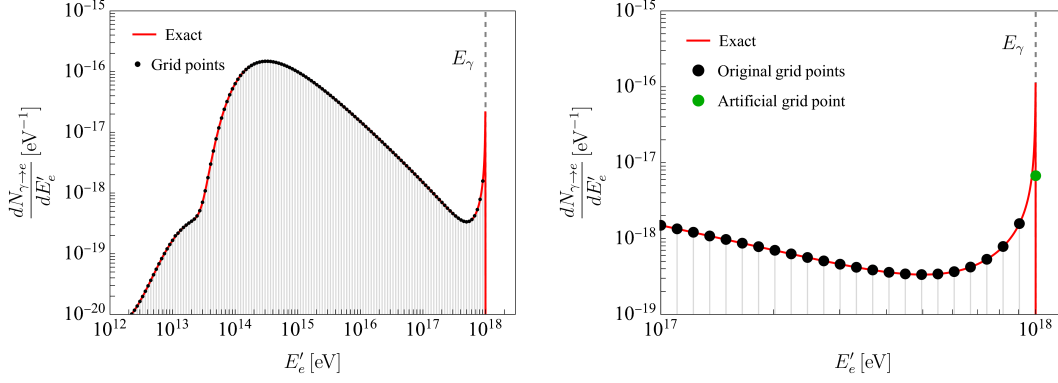 10^-15
10^-16
10^-17
10^-18
10^-19
10^-20
dN_γ→e/dE′_e [eV^-1]
Exact
Grid points
E_γ
10^12 10^13 10^14 10^15 10^16 10^17 10^18
E′_e [eV]
10^-15
10^-16
10^-17
10^-18
10^-19
dN_γ→e/dE′_e [eV^-1]
Exact
Original grid points
Artificial grid point
E_γ
10^17 10^18
E′_e [eV]